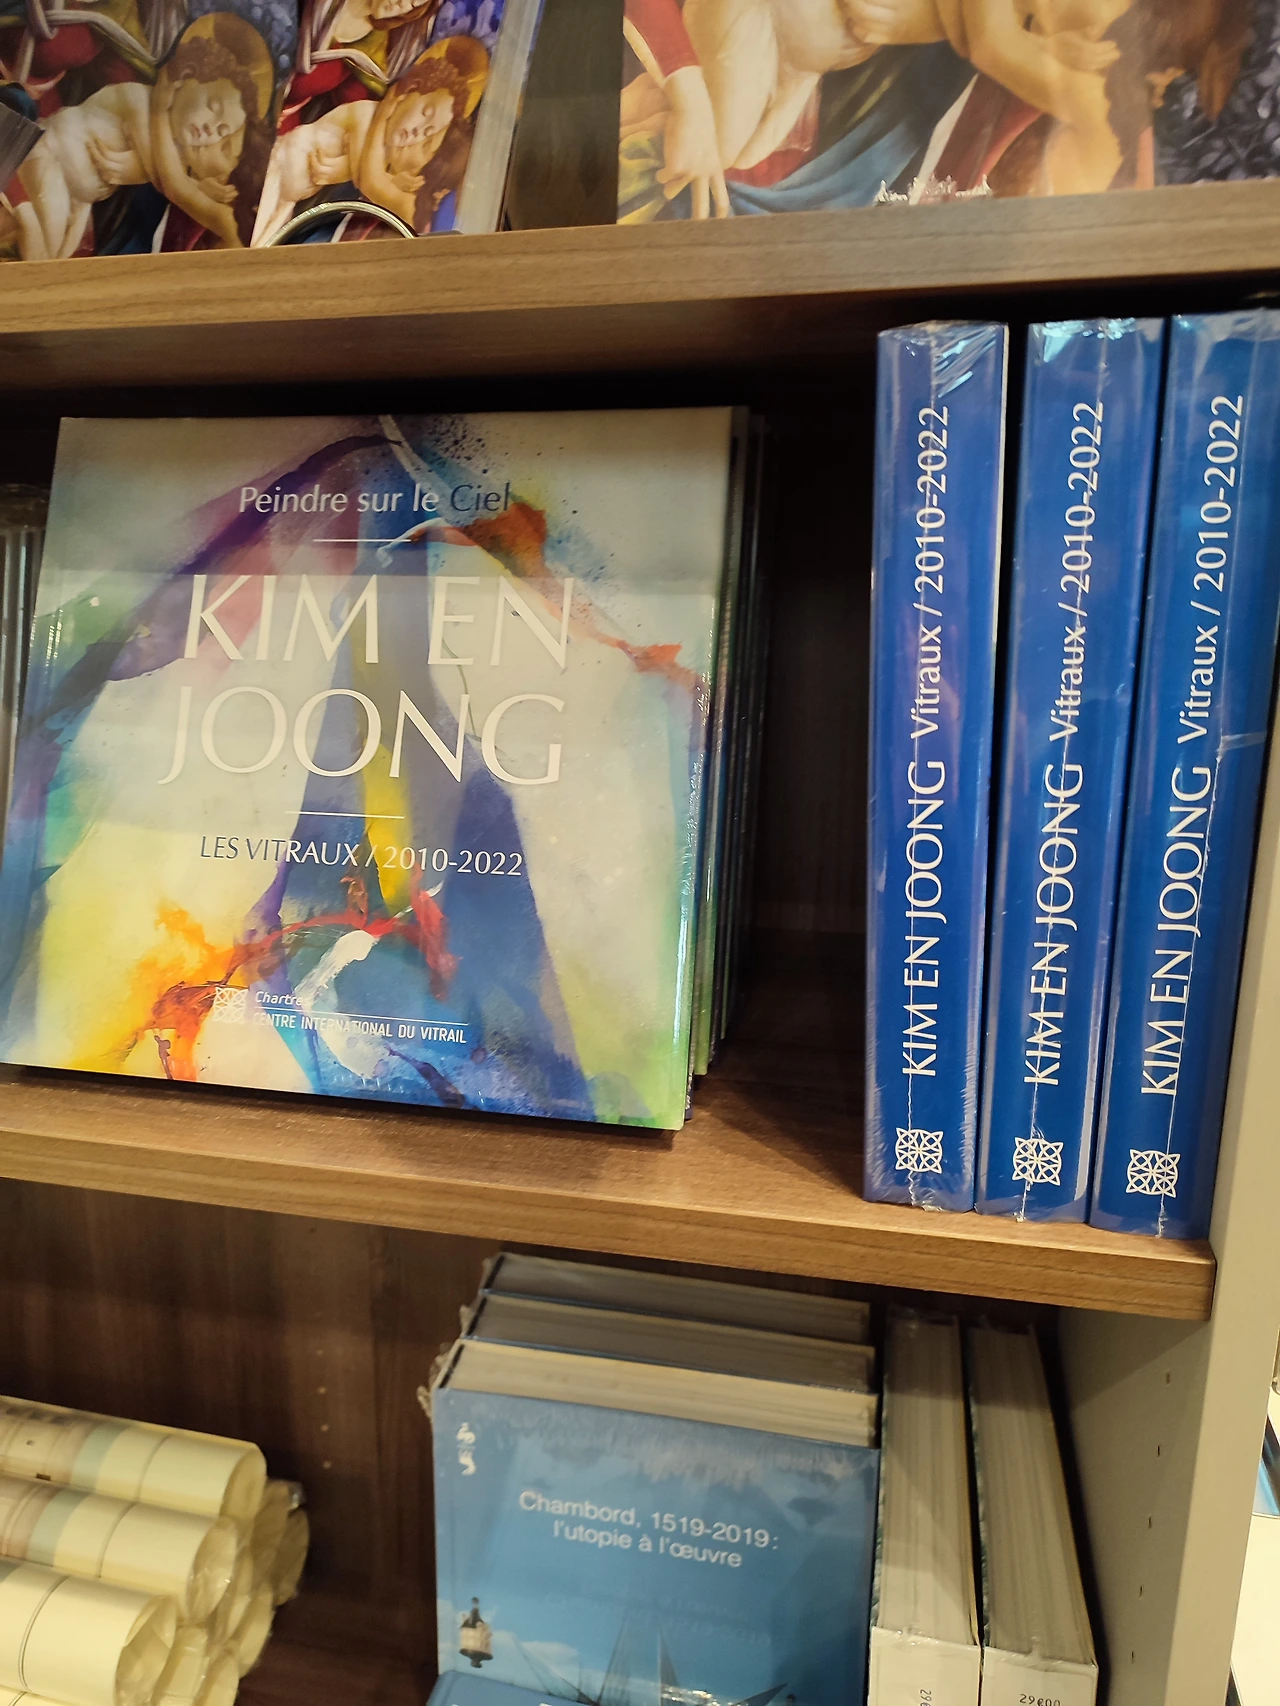 Peindre sur le Ciel
KIM EN
JOONG
LES VITRAUX / 2010-2022
Chartres
CENTRE INTERNATIONAL DU VITRAIL
KIM EN JOONG Vitraux / 2010-2022
KIM EN JOONG Vitraux / 2010-2022
KIM EN JOONG Vitraux / 2010-2022
Chambord, 1519-2019 :
l'utopie à l'œuvre
29€00